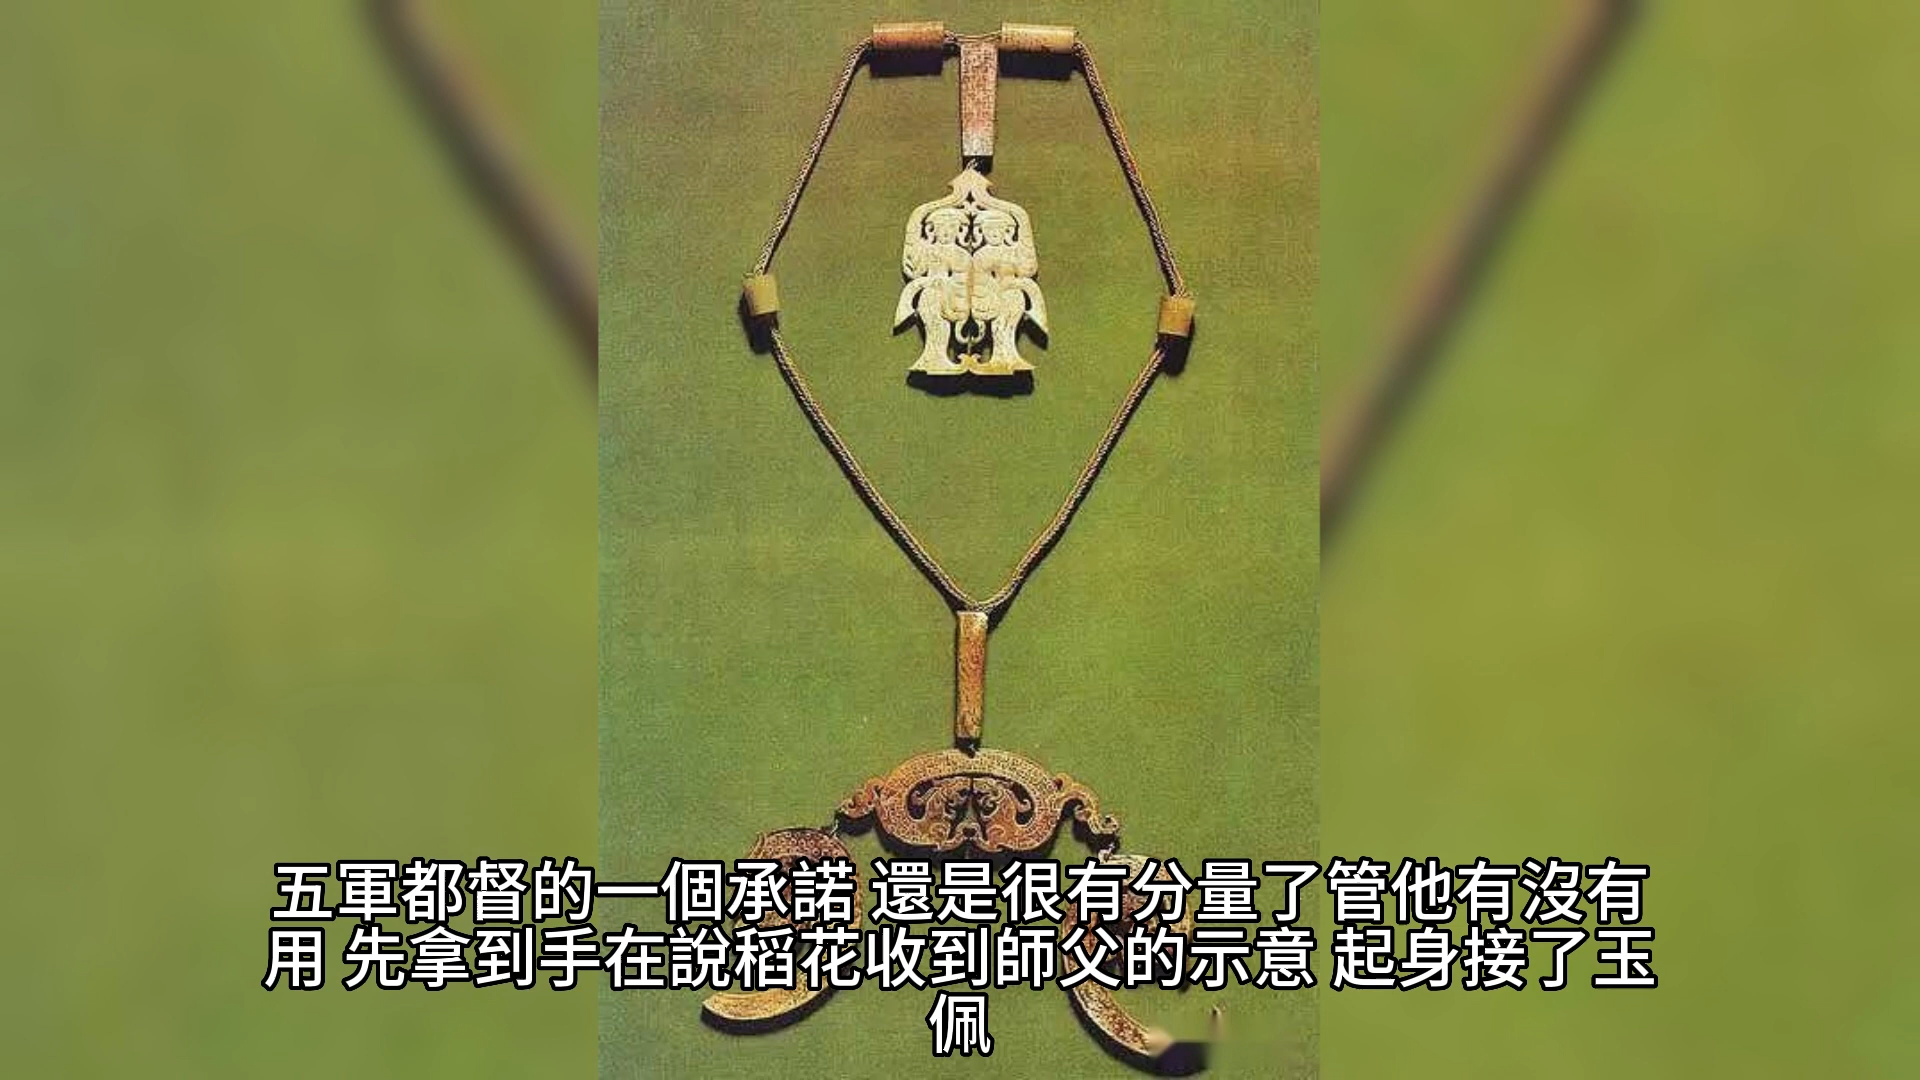 五軍都督的一個承諾 還是很有分量了管他有沒有
用 先拿到手在說稻花收到師父的示意 起身接了玉
佩